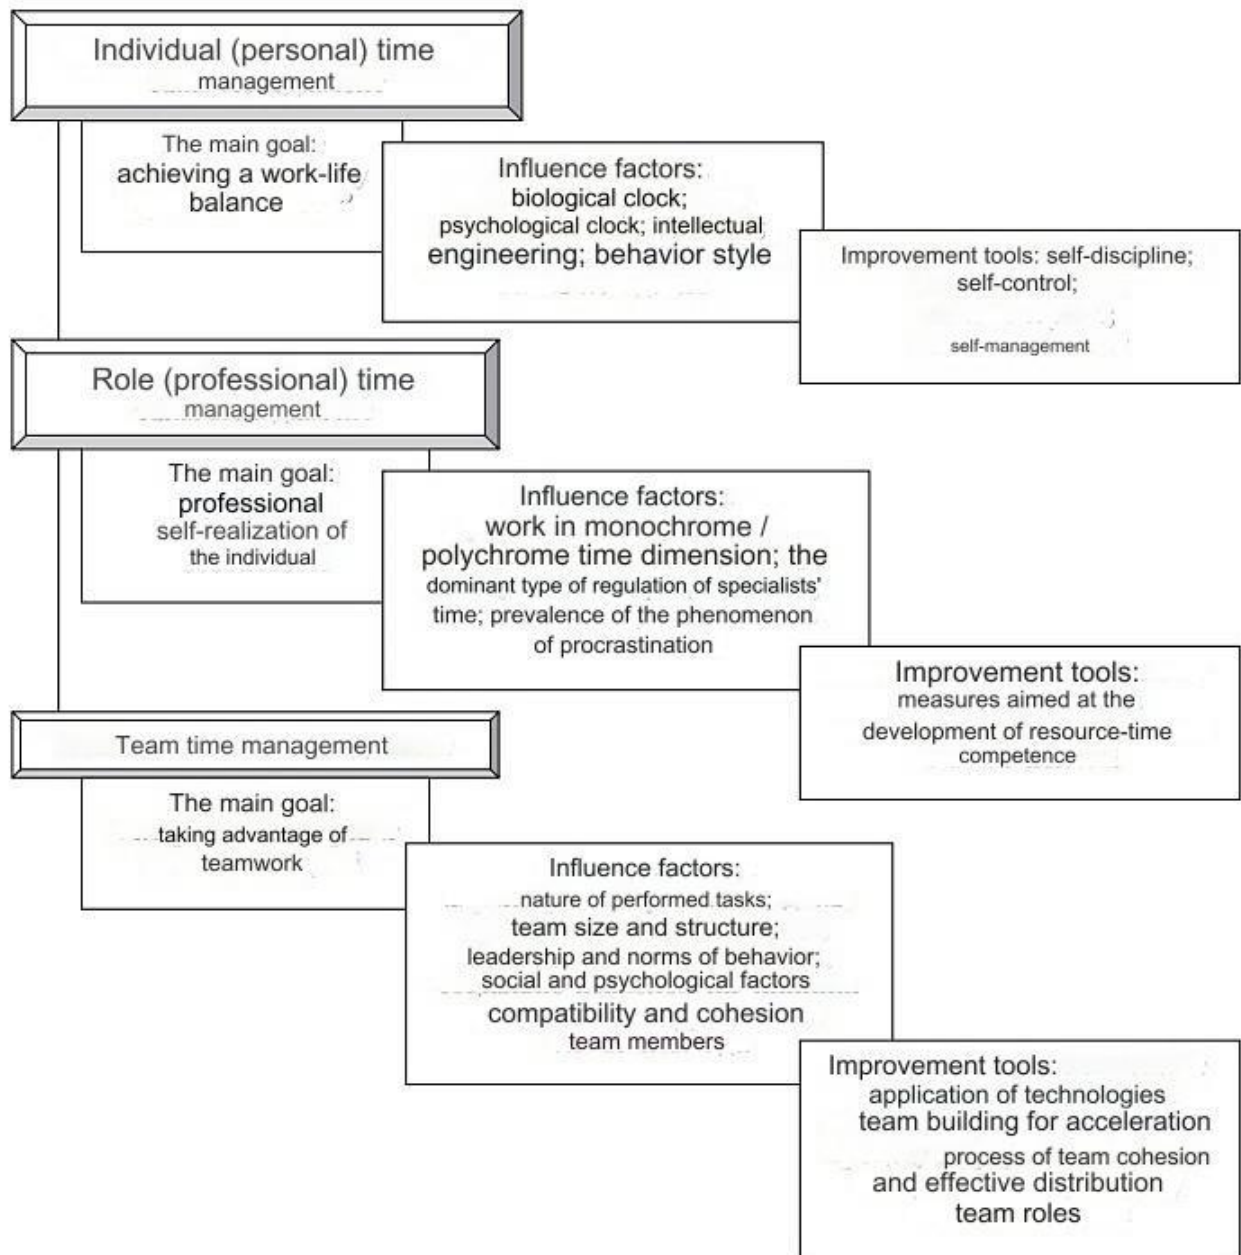 Individual (personal) time
management
The main goal:
achieving a work-life
balance
Influence factors:
biological clock;
psychological clock; intellectual
engineering; behavior style
Improvement tools: self-discipline;
self-control;
self-management
Role (professional) time
management
The main goal:
professional
self-realization of
the individual
Influence factors:
work in monochrome /
polychrome time dimension; the
dominant type of regulation of specialists'
time; prevalence of the phenomenon
of procrastination
Improvement tools:
measures aimed at the
development of resource-time
competence
Team time management
The main goal:
taking advantage of
teamwork
Influence factors:
nature of performed tasks;
team size and structure;
leadership and norms of behavior;
social and psychological factors
compatibility and cohesion
team members
Improvement tools:
application of technologies
team building for acceleration
process of team cohesion
and effective distribution
team roles